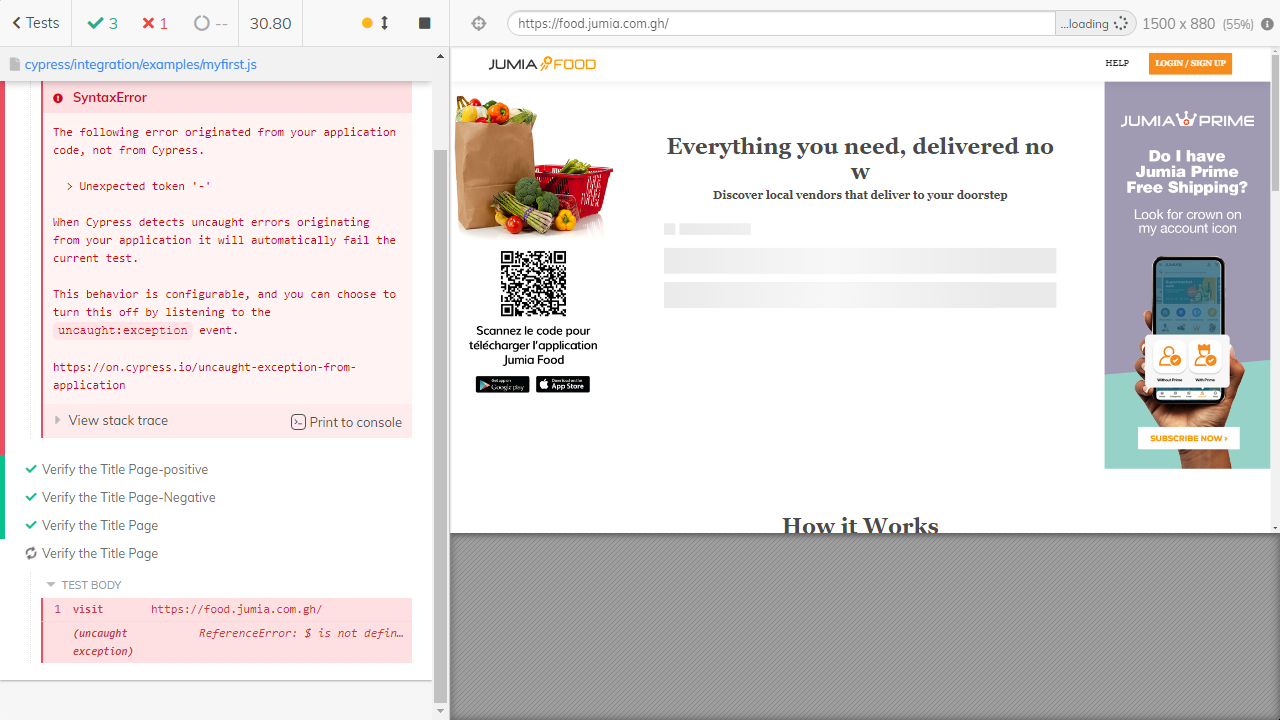 Tests
3
1
--
30.80
https://food.jumia.com.gh/
...loading
1500 x 880 (55%)
cypress/integration/examples/myfirst.js
SyntaxError
The following error originated from your application
code, not from Cypress.
> Unexpected token '-'
When Cypress detects uncaught errors originating
from your application it will automatically fail the
current test.
This behavior is configurable, and you can choose to
turn this off by listening to the
uncaught:exception event.
https://on.cypress.io/uncaught-exception-from-
application
View stack trace
Print to console
Verify the Title Page-positive
Verify the Title Page-Negative
Verify the Title Page
Verify the Title Page
TEST BODY
1 visit https://food.jumia.com.gh/
(uncaught ReferenceError: $ is not defin…
exception)
JUMIA FOOD
HELP
LOGIN / SIGN UP
Everything you need, delivered no
w
Discover local vendors that deliver to your doorstep
Scannez le code pour
télécharger l'application
Jumia Food
Google play
App Store
How it Works
JUMIA PRIME
Do I have
Jumia Prime
Free Shipping?
Look for crown on
my account icon
Without Prime
With Prime
SUBSCRIBE NOW ›